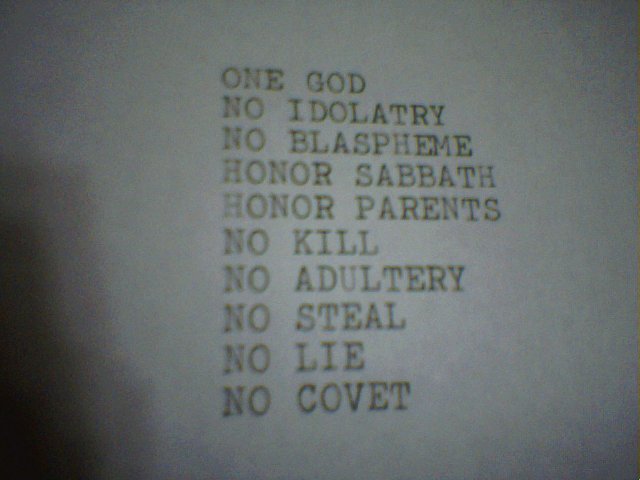 ONE GOD
NO IDOLATRY
NO BLASPHEME
HONOR SABBATH
HONOR PARENTS
NO KILL
NO ADULTERY
NO STEAL
NO LIE
NO COVET